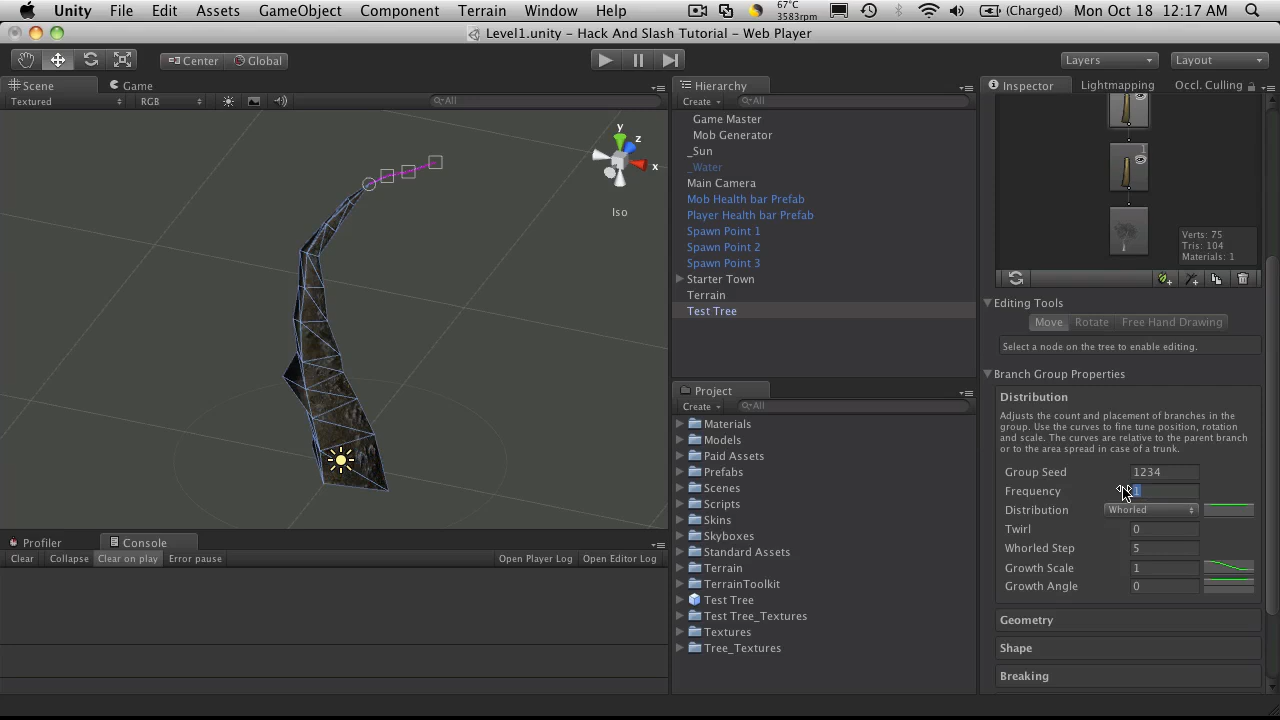 Unity File Edit Assets GameObject Component Terrain Window Help
67°C
3583rpm
(Charged) Mon Oct 18 12:17 AM
Level1.unity - Hack And Slash Tutorial - Web Player
Center Global
Layers Layout
Scene Game
Textured RGB All
y
z
x
Iso
Hierarchy
Create All
Game Master
Mob Generator
_Sun
_Water
Main Camera
Mob Health bar Prefab
Player Health bar Prefab
Spawn Point 1
Spawn Point 2
Spawn Point 3
Starter Town
Terrain
Test Tree
Project
Create All
Materials
Models
Paid Assets
Prefabs
Scenes
Scripts
Skins
Skyboxes
Standard Assets
Terrain
TerrainToolkit
Test Tree
Test Tree_Textures
Textures
Tree_Textures
Profiler Console
Clear Collapse Clear on play Error pause Open Player Log Open Editor Log
Inspector Lightmapping Occl. Culling
1
Verts: 75
Tris: 104
Materials: 1
Editing Tools
Move Rotate Free Hand Drawing
Select a node on the tree to enable editing.
Branch Group Properties
Distribution
Adjusts the count and placement of branches in the
group. Use the curves to fine tune position, rotation
and scale. The curves are relative to the parent branch
or to the area spread in case of a trunk.
Group Seed 1234
Frequency 1
Distribution Whorled
Twirl 0
Whorled Step 5
Growth Scale 1
Growth Angle 0
Geometry
Shape
Breaking